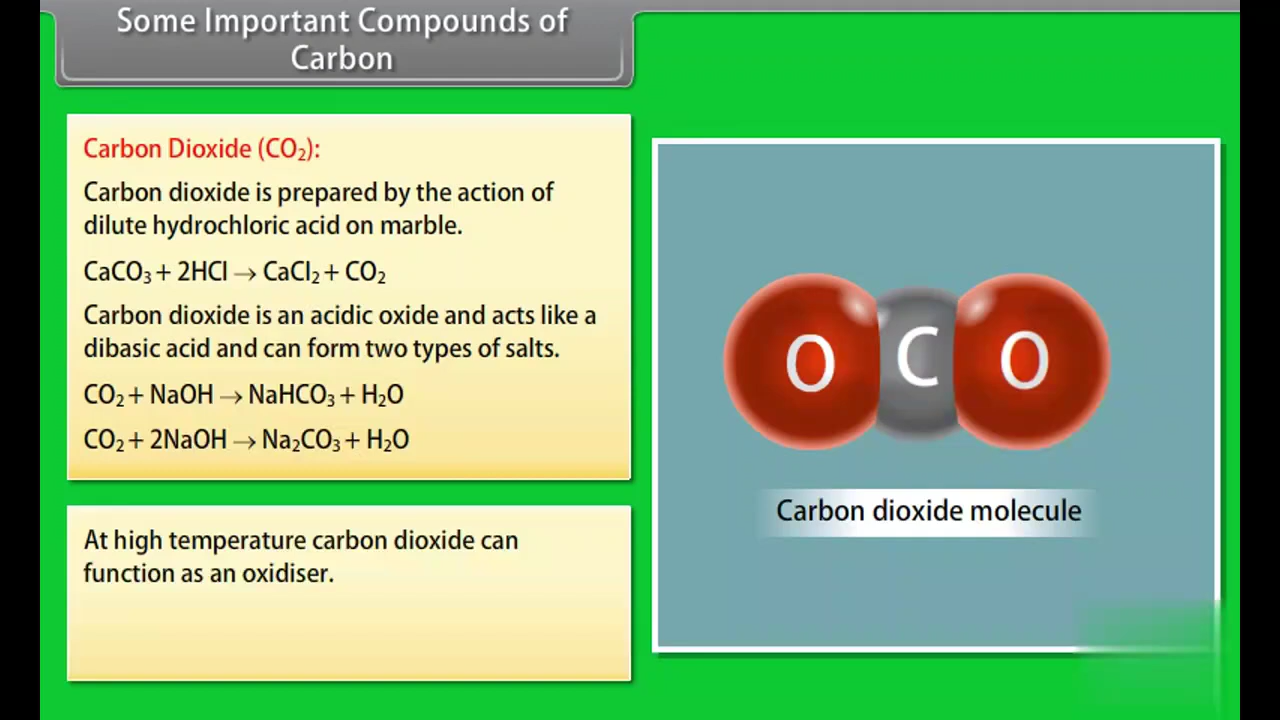 Some Important Compounds of
Carbon
Carbon Dioxide (CO₂):
Carbon dioxide is prepared by the action of
dilute hydrochloric acid on marble.
CaCO₃ + 2HCl → CaCl₂ + CO₂
Carbon dioxide is an acidic oxide and acts like a
dibasic acid and can form two types of salts.
CO₂ + NaOH → NaHCO₃ + H₂O
CO₂ + 2NaOH → Na₂CO₃ + H₂O
At high temperature carbon dioxide can
function as an oxidiser.
O C O
Carbon dioxide molecule